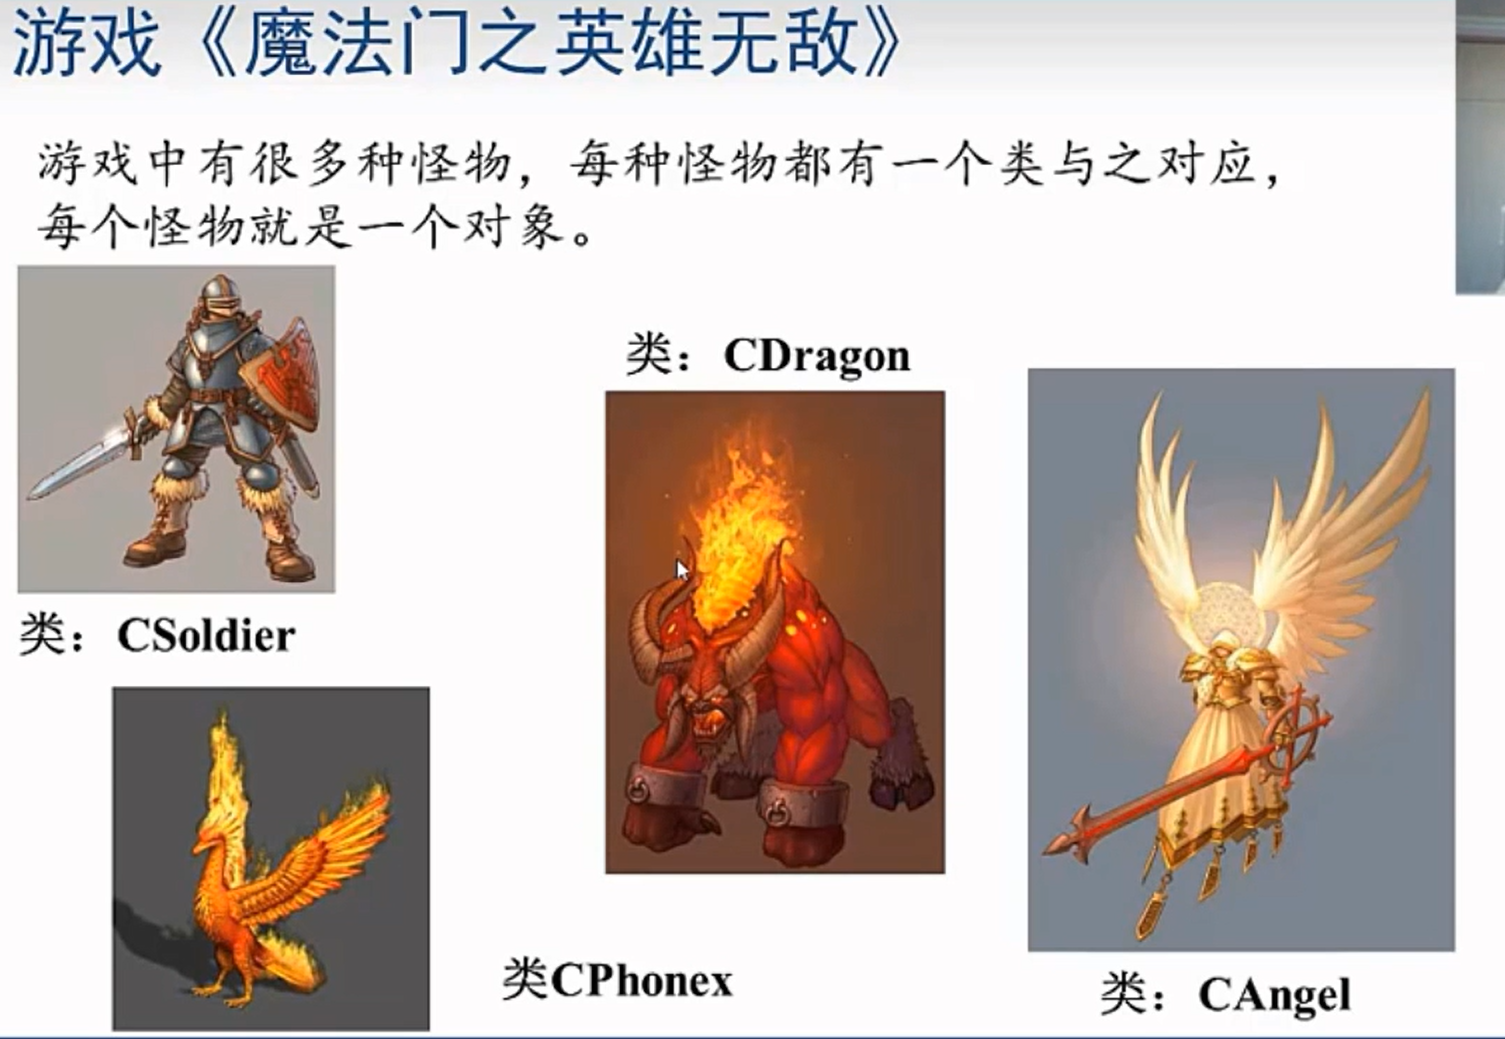 游戏《魔法门之英雄无敌》
游戏中有很多种怪物，每种怪物都有一个类与之对应，
每个怪物就是一个对象。
类：CDragon
类：CSoldier
类CPhonex
类：CAngel